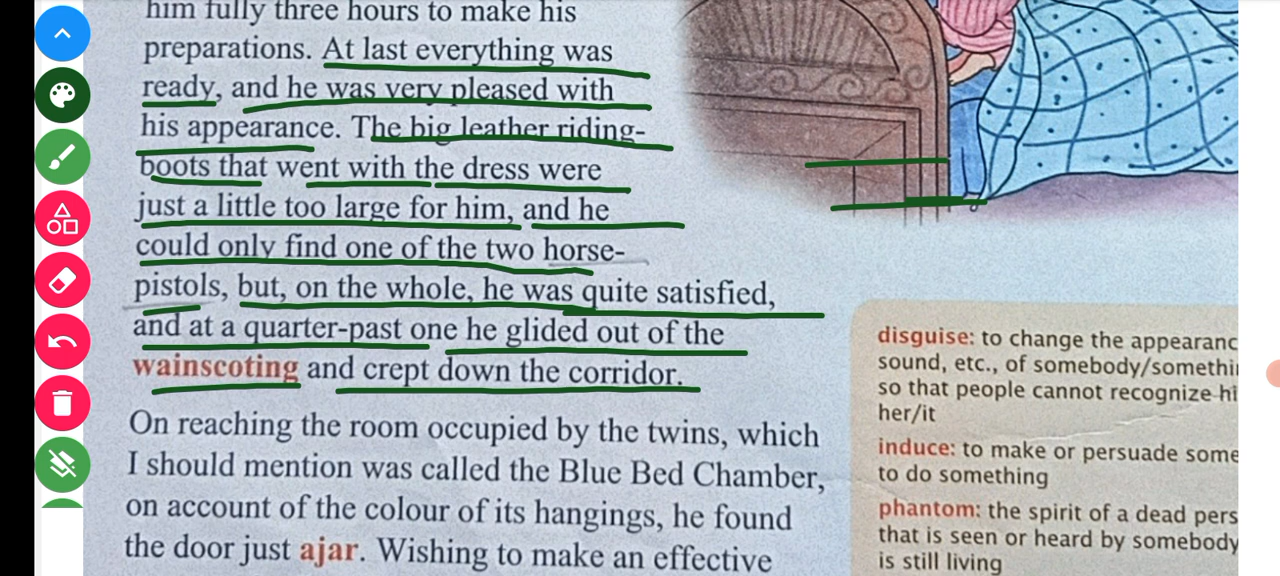 him fully three hours to make his
preparations. At last everything was
ready, and he was very pleased with
his appearance. The big leather riding-
boots that went with the dress were
just a little too large for him, and he
could only find one of the two horse-
pistols, but, on the whole, he was quite satisfied,
and at a quarter-past one he glided out of the
wainscoting and crept down the corridor.
On reaching the room occupied by the twins, which
I should mention was called the Blue Bed Chamber,
on account of the colour of its hangings, he found
the door just ajar. Wishing to make an effective
disguise: to change the appearanc
sound, etc., of somebody/somethi
so that people cannot recognize hi
her/it
induce: to make or persuade some
to do something
phantom: the spirit of a dead pers
that is seen or heard by somebody
is still living